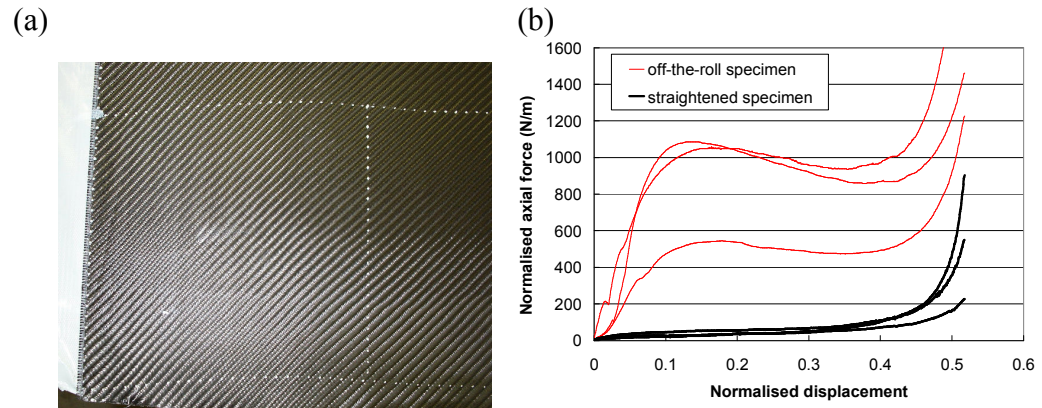 (a)
(b)
1600
1400
1200
1000
800
600
400
200
0
Normalised axial force (N/m)
off-the-roll specimen
straightened specimen
0 0.1 0.2 0.3 0.4 0.5 0.6
Normalised displacement